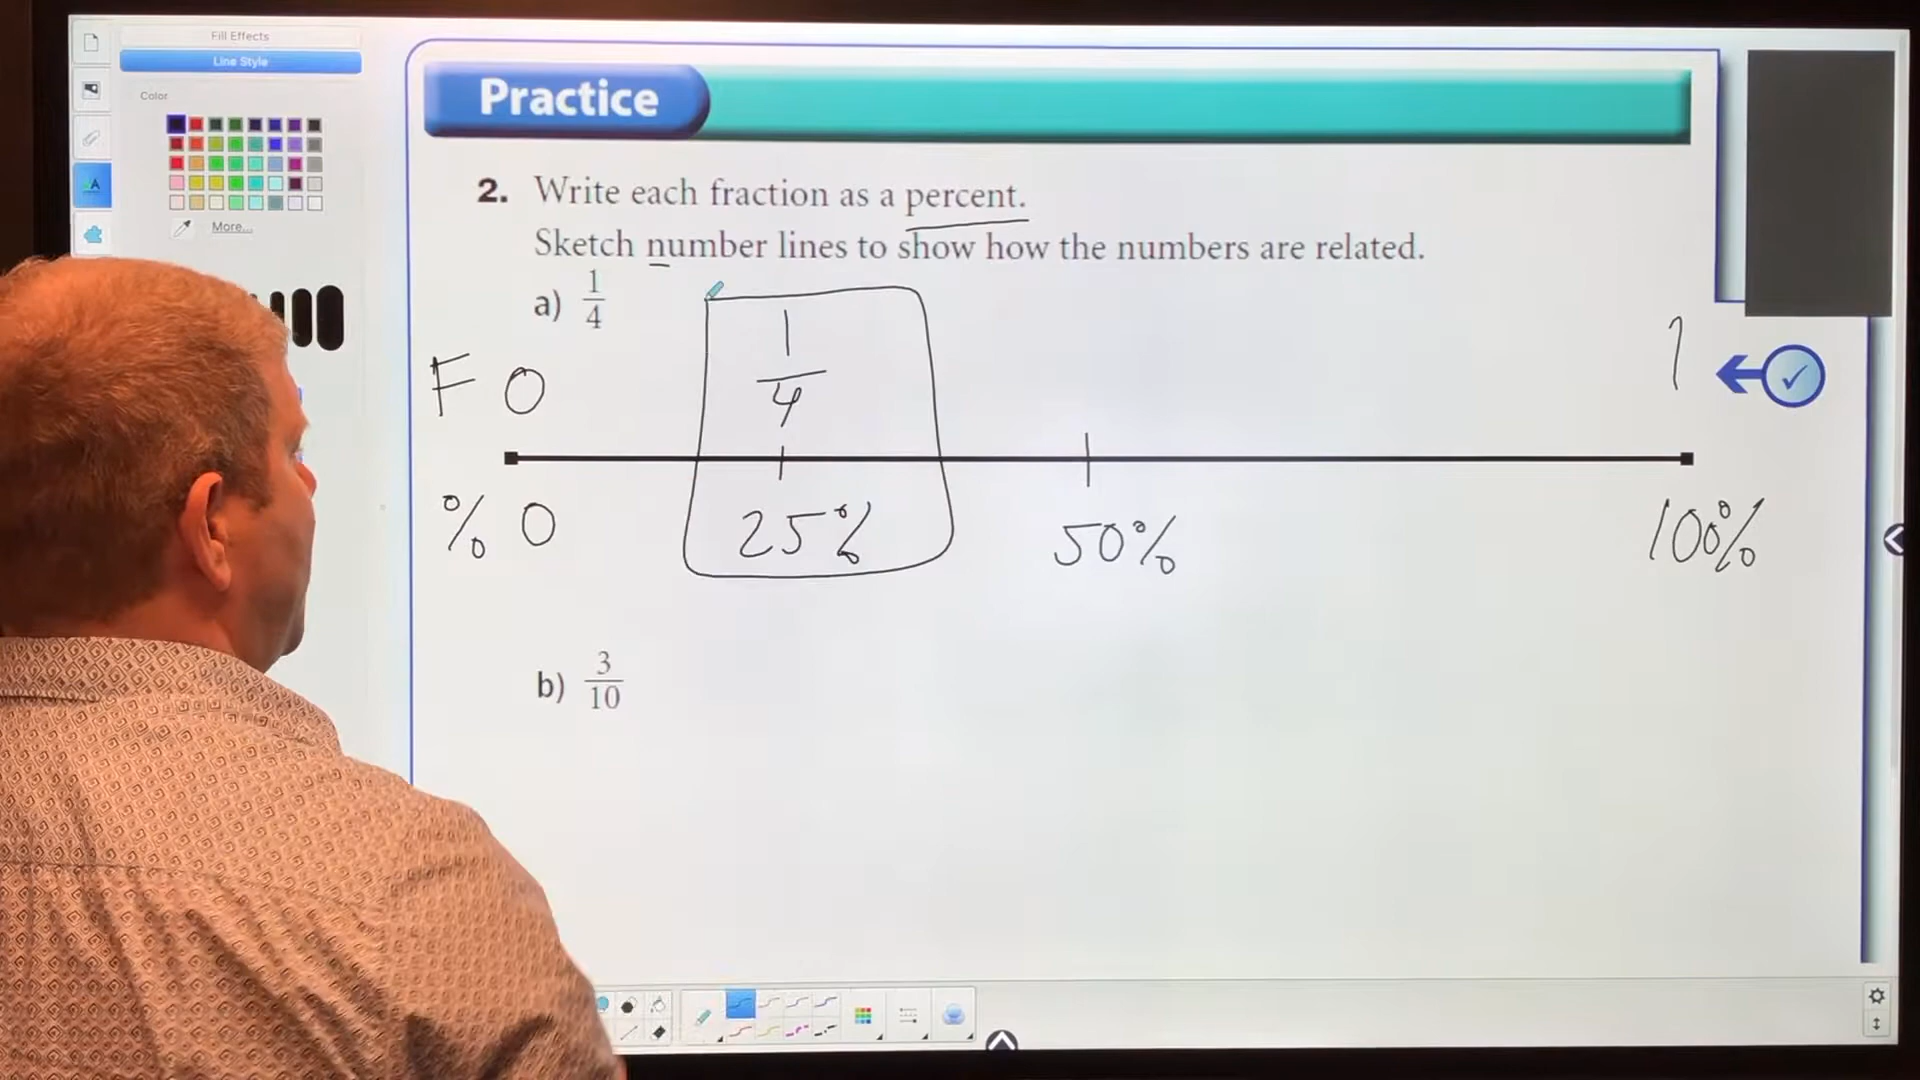 Fill Effects
Line Style
Color
More...
Practice
2. Write each fraction as a percent.
Sketch number lines to show how the numbers are related.
a) 1/4
F 0 1/4 1
% 0 25% 50% 100%
b) 3/10